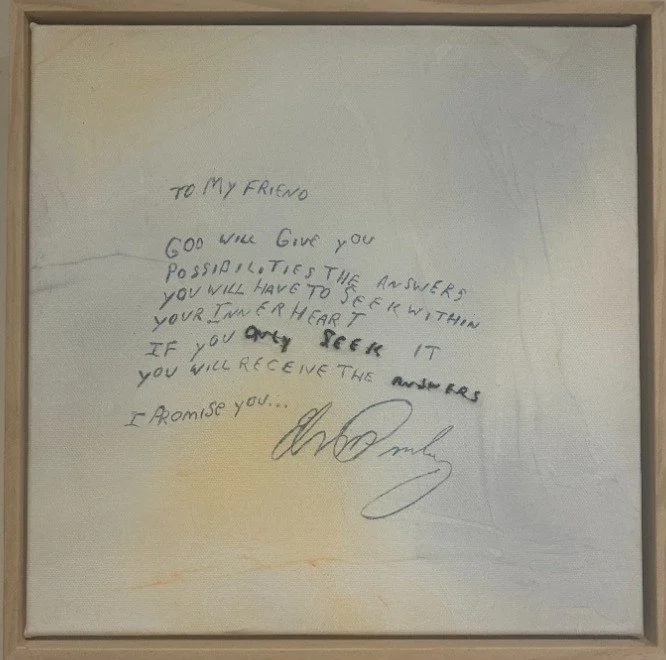 TO MY FRIEND
GOD WILL GIVE YOU
POSSIBILITIES THE ANSWERS
YOU WILL HAVE TO SEEK WITHIN
YOUR INNER HEART
IF YOU ONLY SEEK IT
YOU WILL RECEIVE THE ANSWERS
I PROMISE YOU...